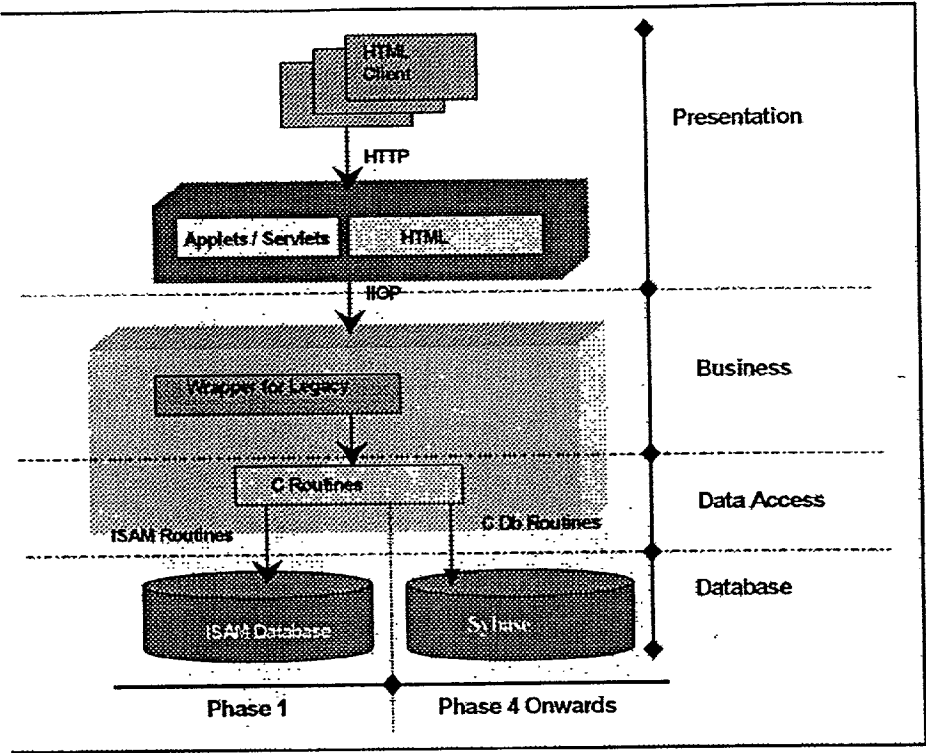 HTML
Client
Presentation
HTTP
Applets / Servlets
HTML
IIOP
Business
Wrapper for Legacy
C Routines
Data Access
ISAM Routines
C Db Routines
Database
ISAM Database
Sybase
Phase 1
Phase 4 Onwards